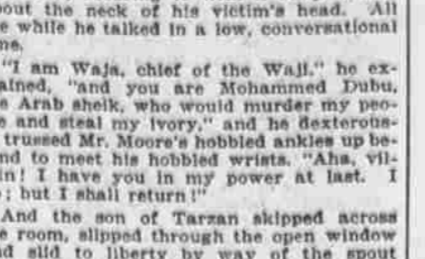 out the neck of his victim's head. All
e while he talked in a low, conversational
ne.
"I am Waja, chief of the Waji," he ex-
ained, "and you are Mohammed Dubu,
e Arab sheik, who would murder my peo-
e and steal my ivory," and he dexterous-
trussed Mr. Moore's hobbled ankles up be-
nd to meet his hobbled wrists. "Aha, vil-
in! I have you in my power at last. I
; but I shall return!"
And the son of Tarzan skipped across
e room, slipped through the open window
nd slid to liberty by way of the spout